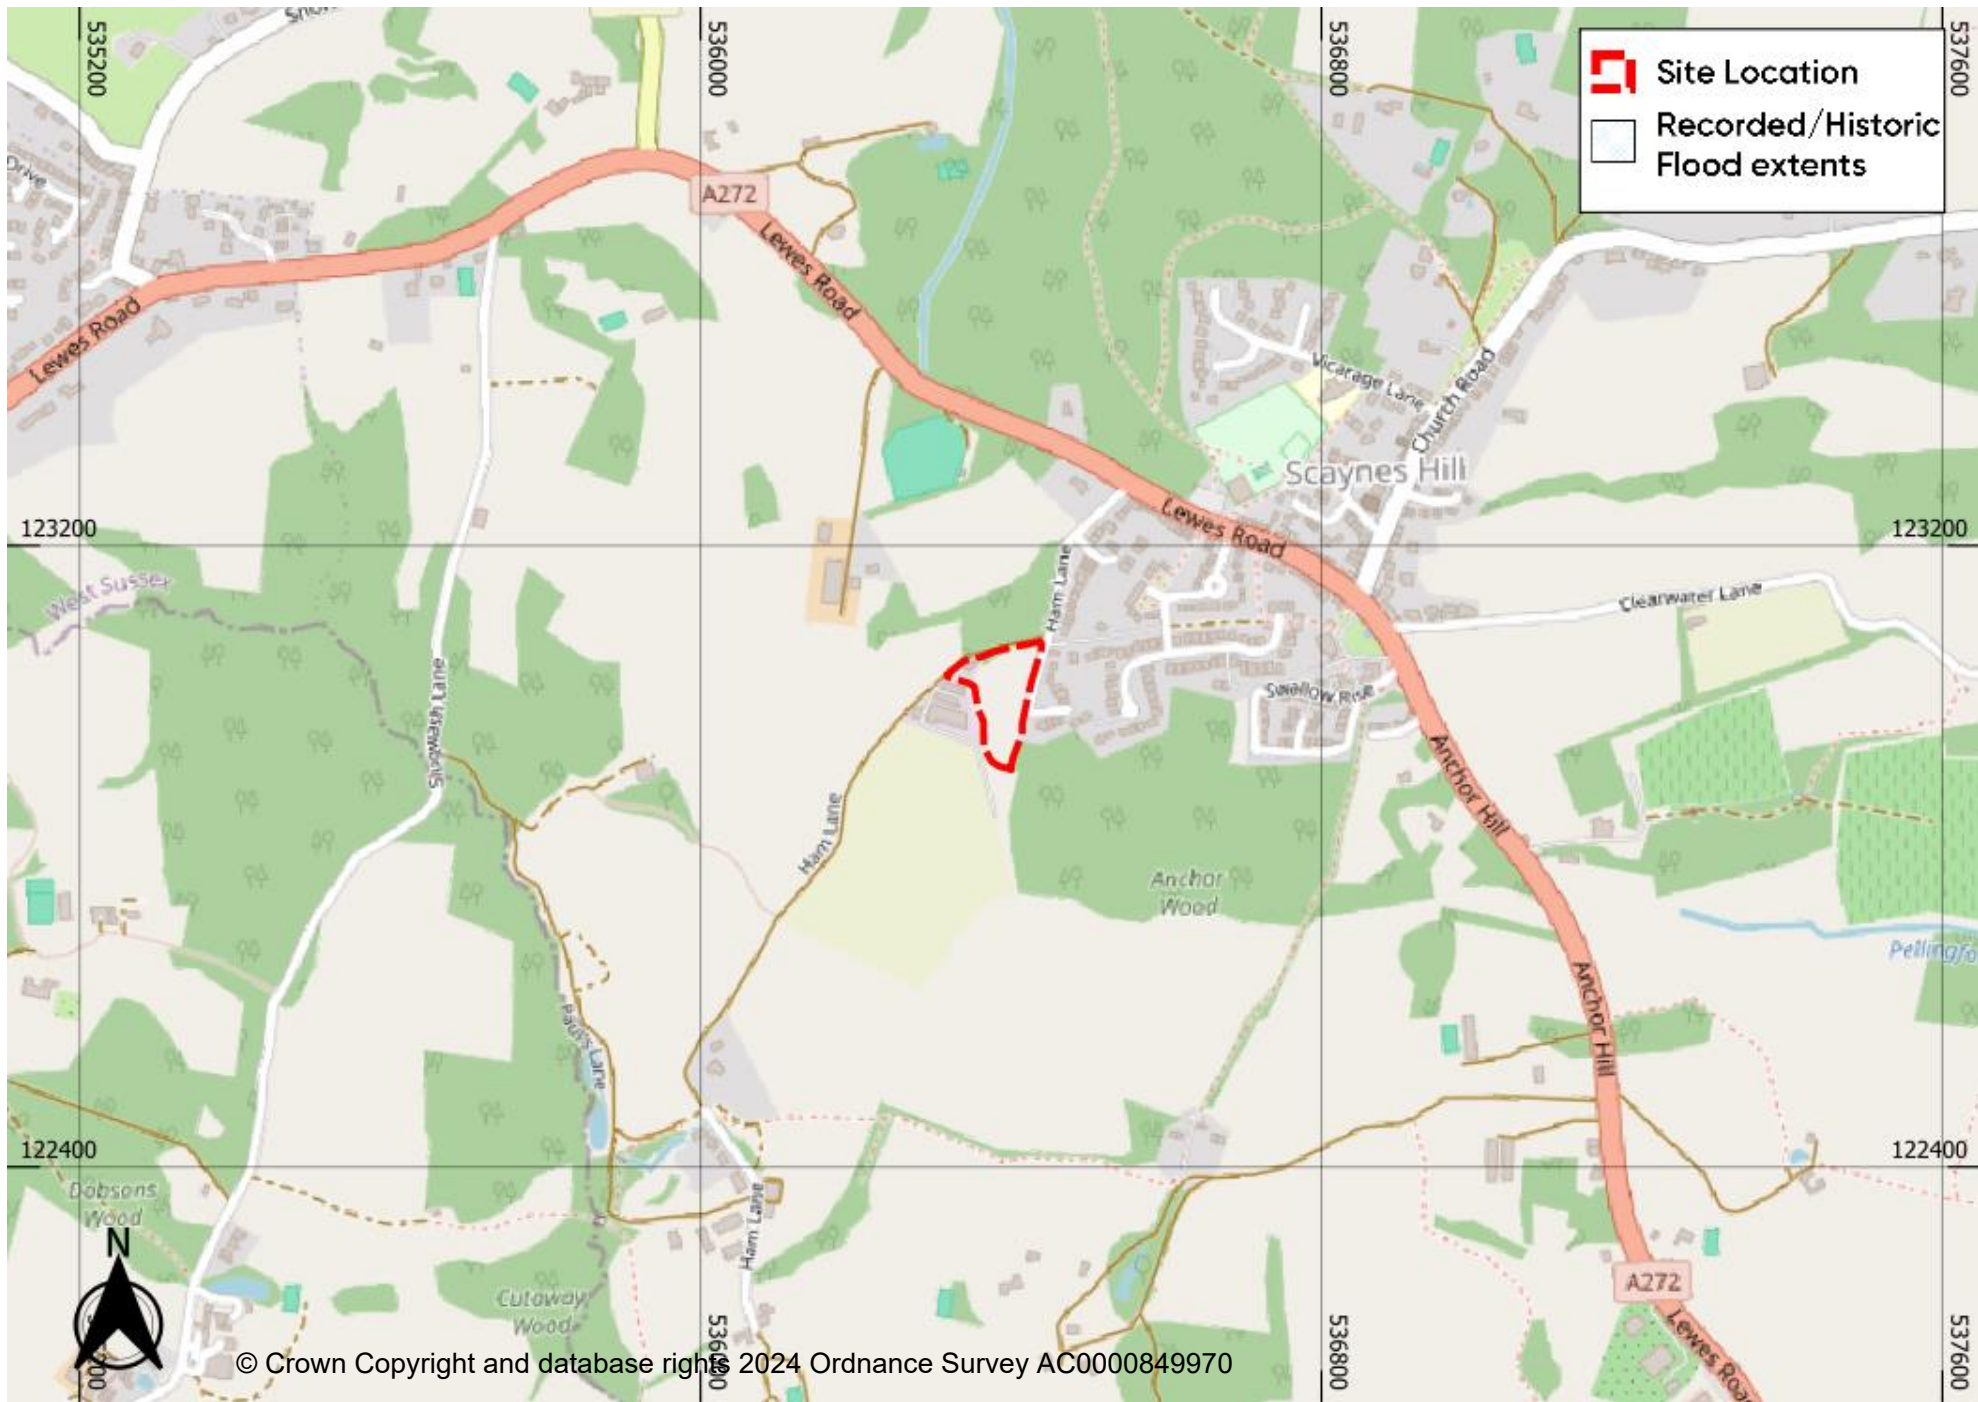 535200
536000
536800
537600
Site Location
Recorded/Historic
Flood extents
Drive
A272
Lewes Road
Lewes Road
Vicarage Lane
Church Road
Scaynes Hill
Lewes Road
123200
123200
West Sussex
Ham Lane
Clearwater Lane
Slugwash Lane
Swallow Rise
Anchor Hill
Ham Lane
Anchor
Wood
Anchor Hill
Paul's Lane
122400
122400
Dobsons
Wood
Ham Lane
N
Cutaway
Wood
A272
Lewes Road
536000
536800
537600
© Crown Copyright and database rights 2024 Ordnance Survey AC0000849970